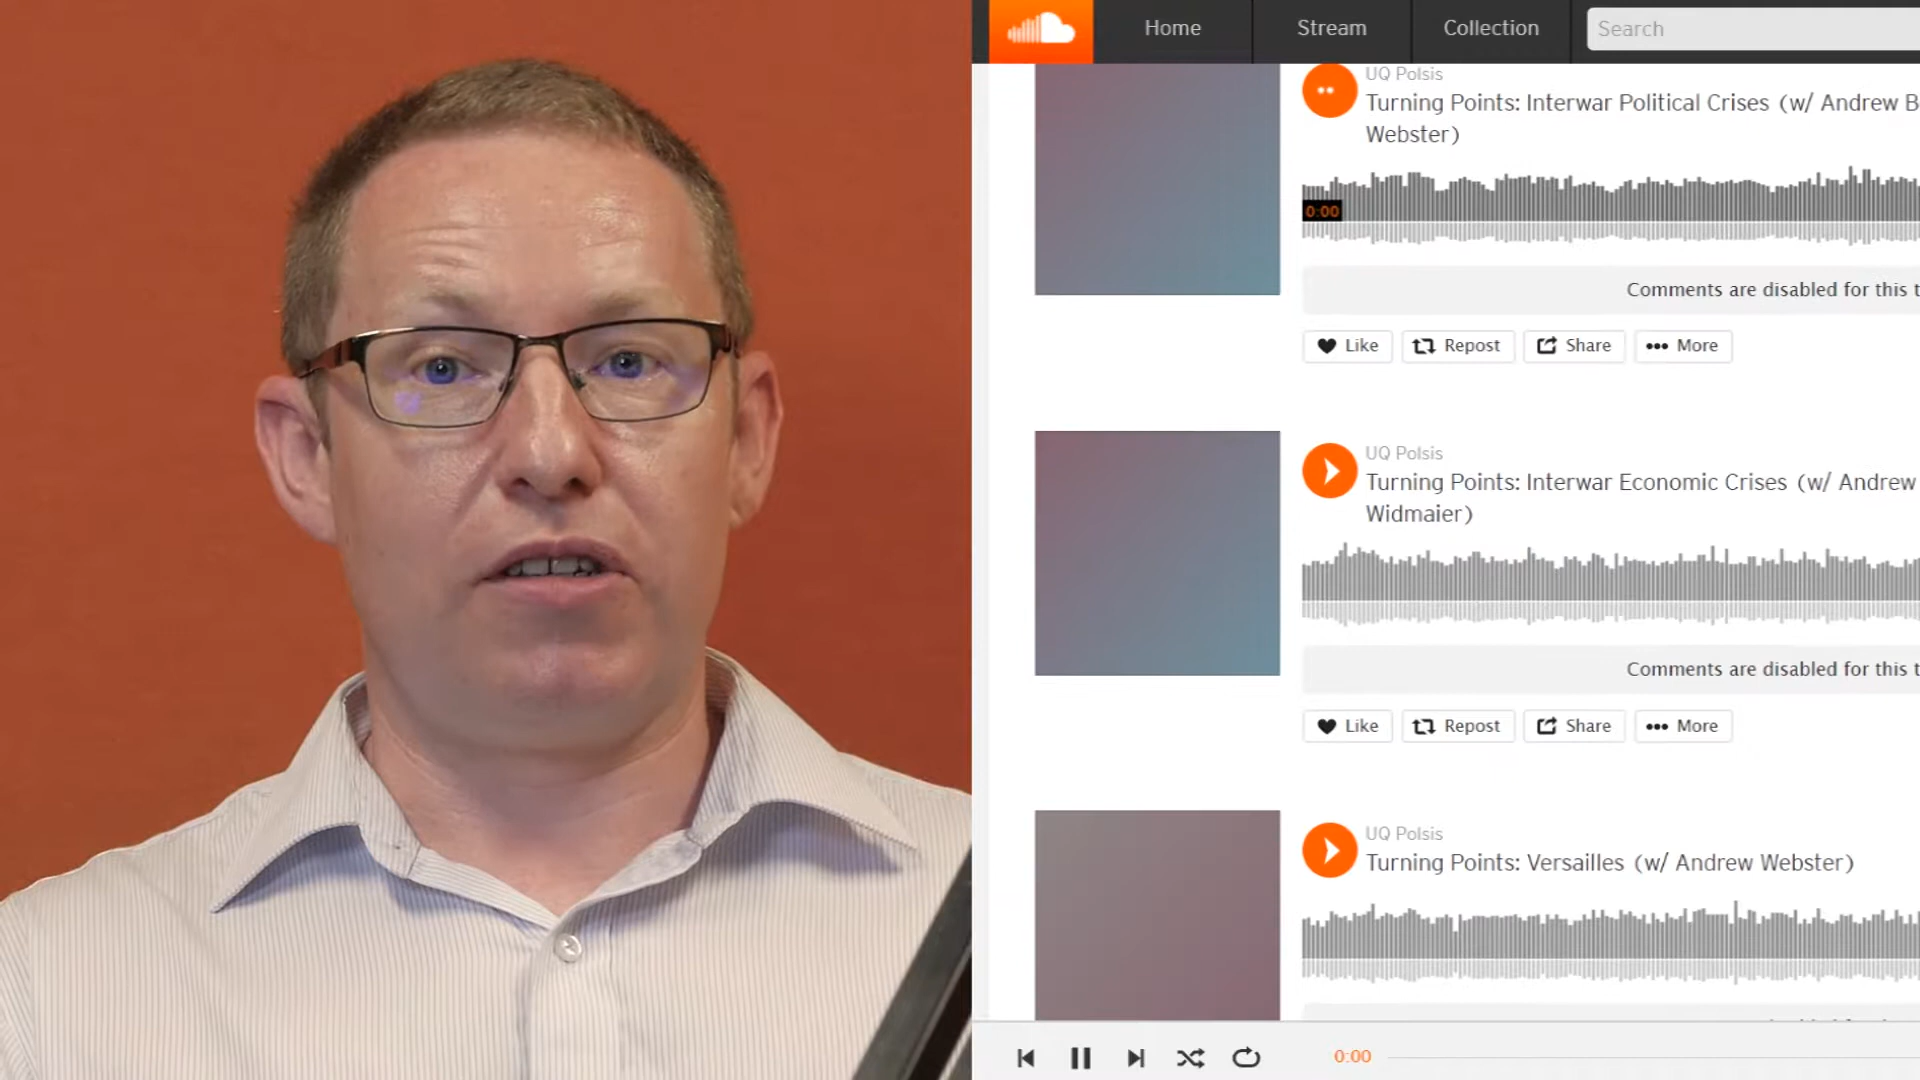 Home
Stream
Collection
Search
UQ Polsis
Turning Points: Interwar Political Crises (w/ Andrew B
Webster)
0:00
Comments are disabled for this t
Like
Repost
Share
More
UQ Polsis
Turning Points: Interwar Economic Crises (w/ Andrew
Widmaier)
Comments are disabled for this t
Like
Repost
Share
More
UQ Polsis
Turning Points: Versailles (w/ Andrew Webster)
0:00